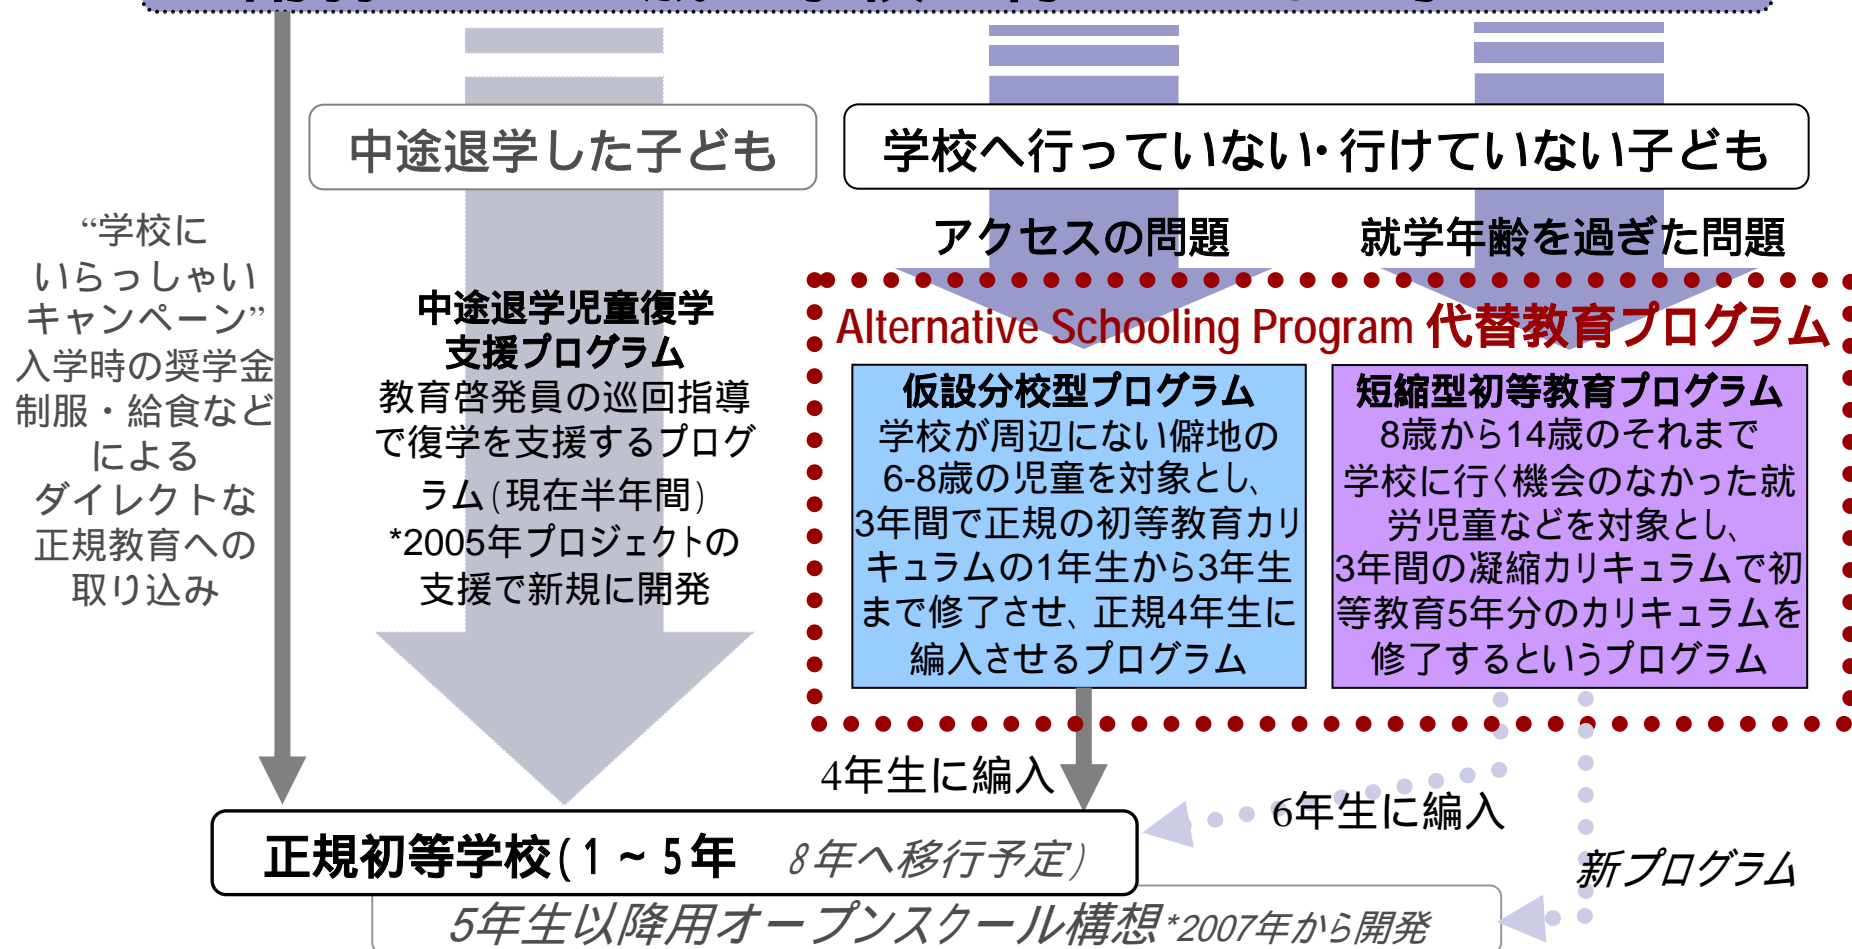 中途退学した子ども
学校へ行っていない・行けていない子ども
“学校に
いらっしゃい
キャンペーン”
入学時の奨学金
制服・給食など
による
ダイレクトな
正規教育への
取り込み
中途退学児童復学
支援プログラム
教育啓発員の巡回指導
で復学を支援するプログ
ラム(現在半年間)
*2005年プロジェクトの
支援で新規に開発
アクセスの問題
就学年齢を過ぎた問題
Alternative Schooling Program 代替教育プログラム
仮設分校型プログラム
学校が周辺にない僻地の
6-8歳の児童を対象とし、
3年間で正規の初等教育カリ
キュラムの1年生から3年生
まで修了させ、正規4年生に
編入させるプログラム
短縮型初等教育プログラム
8歳から14歳のそれまで
学校に行く機会のなかった就
労児童などを対象とし、
3年間の凝縮カリキュラムで初
等教育5年分のカリキュラムを
修了するというプログラム
4年生に編入
6年生に編入
新プログラム
正規初等学校(1～5年 8年へ移行予定)
5年生以降用オープンスクール構想*2007年から開発